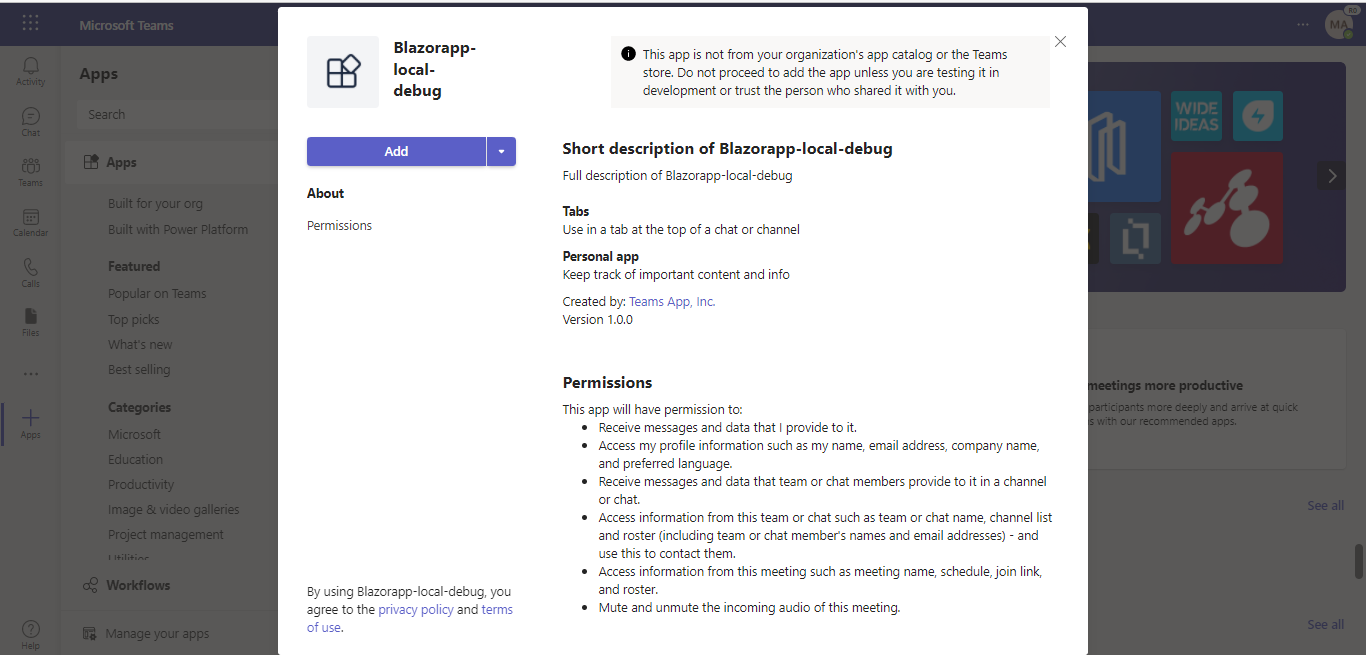 Microsoft Teams
RO
MA
Activity
Chat
Teams
Calendar
Calls
Files
Apps
Help
Apps
Search
Apps
Built for your org
Built with Power Platform
Featured
Popular on Teams
Top picks
What's new
Best selling
Categories
Microsoft
Education
Productivity
Image & video galleries
Project management
Utilities
Workflows
Manage your apps
Blazorapp-
local-
debug
This app is not from your organization's app catalog or the Teams
store. Do not proceed to add the app unless you are testing it in
development or trust the person who shared it with you.
Add
About
Permissions
By using Blazorapp-local-debug, you
agree to the privacy policy and terms
of use.
Short description of Blazorapp-local-debug
Full description of Blazorapp-local-debug
Tabs
Use in a tab at the top of a chat or channel
Personal app
Keep track of important content and info
Created by: Teams App, Inc.
Version 1.0.0
Permissions
This app will have permission to:
Receive messages and data that I provide to it.
Access my profile information such as my name, email address, company name,
and preferred language.
Receive messages and data that team or chat members provide to it in a channel
or chat.
Access information from this team or chat such as team or chat name, channel list
and roster (including team or chat member's names and email addresses) - and
use this to contact them.
Access information from this meeting such as meeting name, schedule, join link,
and roster.
Mute and unmute the incoming audio of this meeting.
WIDE
IDEAS
meetings more productive
participants more deeply and arrive at quick
s with our recommended apps.
See all
See all